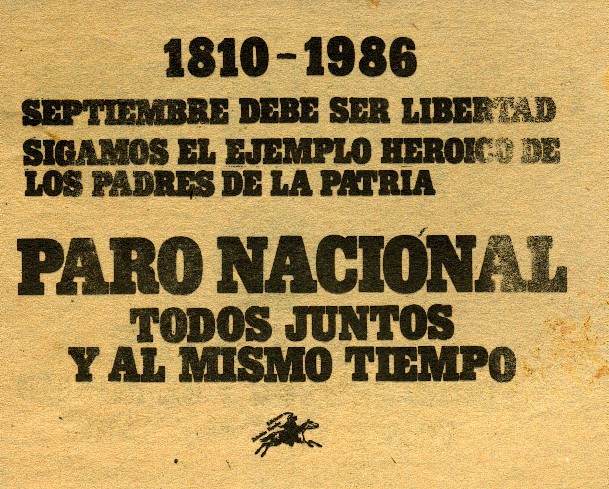 1810-1986
SEPTIEMBRE DEBE SER LIBERTAD
SIGAMOS EL EJEMPLO HEROICO DE
LOS PADRES DE LA PATRIA
PARO NACIONAL
TODOS JUNTOS
Y AL MISMO TIEMPO